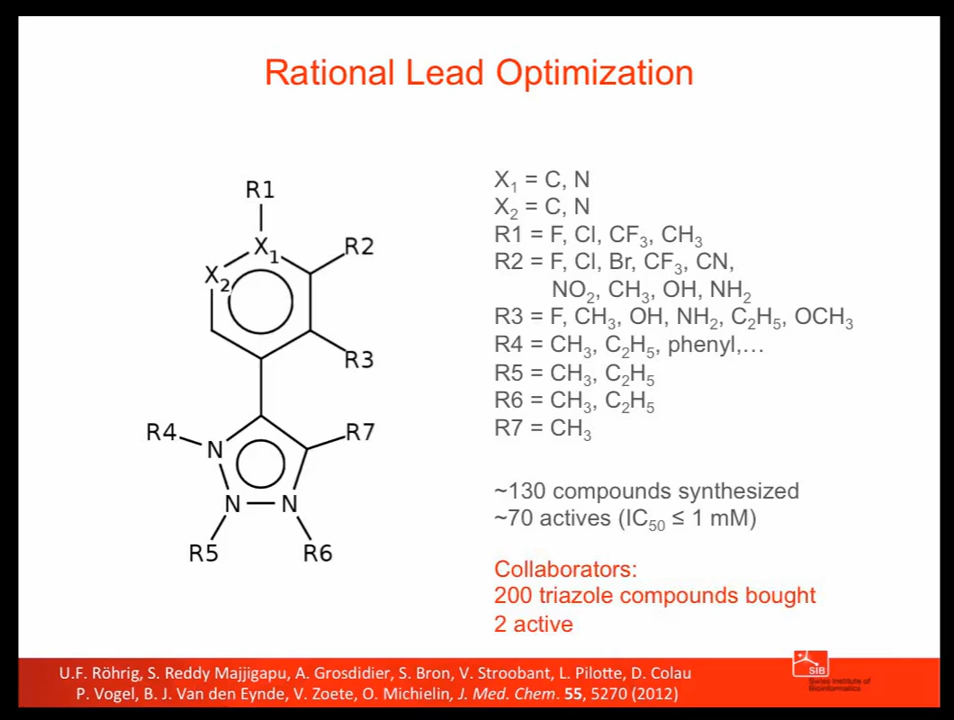 Rational Lead Optimization
R1
X₁
R2
X₂
R3
R4
R7
N
N
N
R5
R6
X₁ = C, N
X₂ = C, N
R1 = F, Cl, CF₃, CH₃
R2 = F, Cl, Br, CF₃, CN,
NO₂, CH₃, OH, NH₂
R3 = F, CH₃, OH, NH₂, C₂H₅, OCH₃
R4 = CH₃, C₂H₅, phenyl,…
R5 = CH₃, C₂H₅
R6 = CH₃, C₂H₅
R7 = CH₃
~130 compounds synthesized
~70 actives (IC₅₀ ≤ 1 mM)
Collaborators:
200 triazole compounds bought
2 active
U.F. Röhrig, S. Reddy Majjigapu, A. Grosdidier, S. Bron, V. Stroobant, L. Pilotte, D. Colau
P. Vogel, B. J. Van den Eynde, V. Zoete, O. Michielin, J. Med. Chem. 55, 5270 (2012)
SIB
Swiss Institute of
Bioinformatics